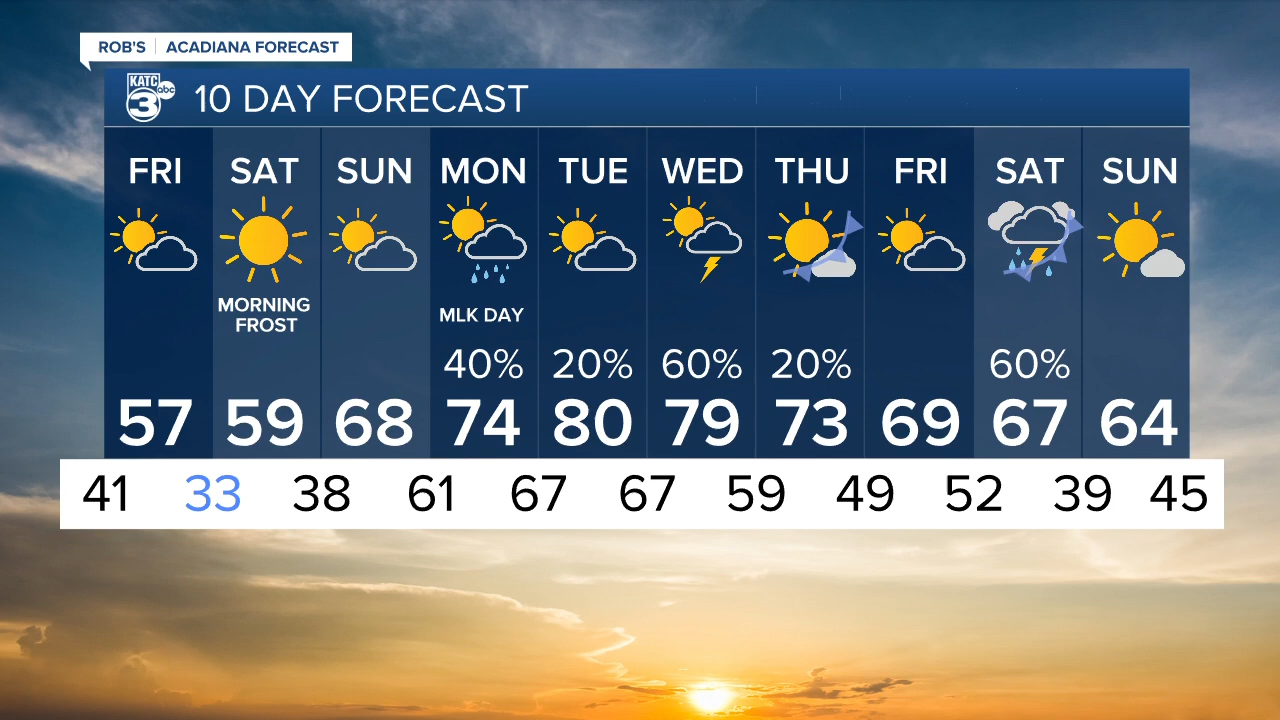 ROB'S | ACADIANA FORECAST
KATC abc
3
10 DAY FORECAST
FRI SAT SUN MON TUE WED THU FRI SAT SUN
MORNING
FROST
MLK DAY
40% 20% 60% 20% 60%
57 59 68 74 80 79 73 69 67 64
41 33 38 61 67 67 59 49 52 39 45